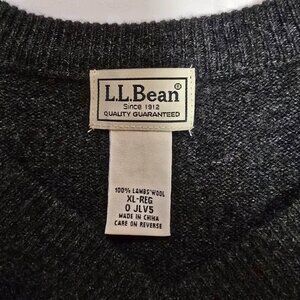 L.L.Bean®
Since 1912
QUALITY GUARANTEED
100% LAMBS' WOOL
XL-REG
0 JLV5
MADE IN CHINA
CARE ON REVERSE